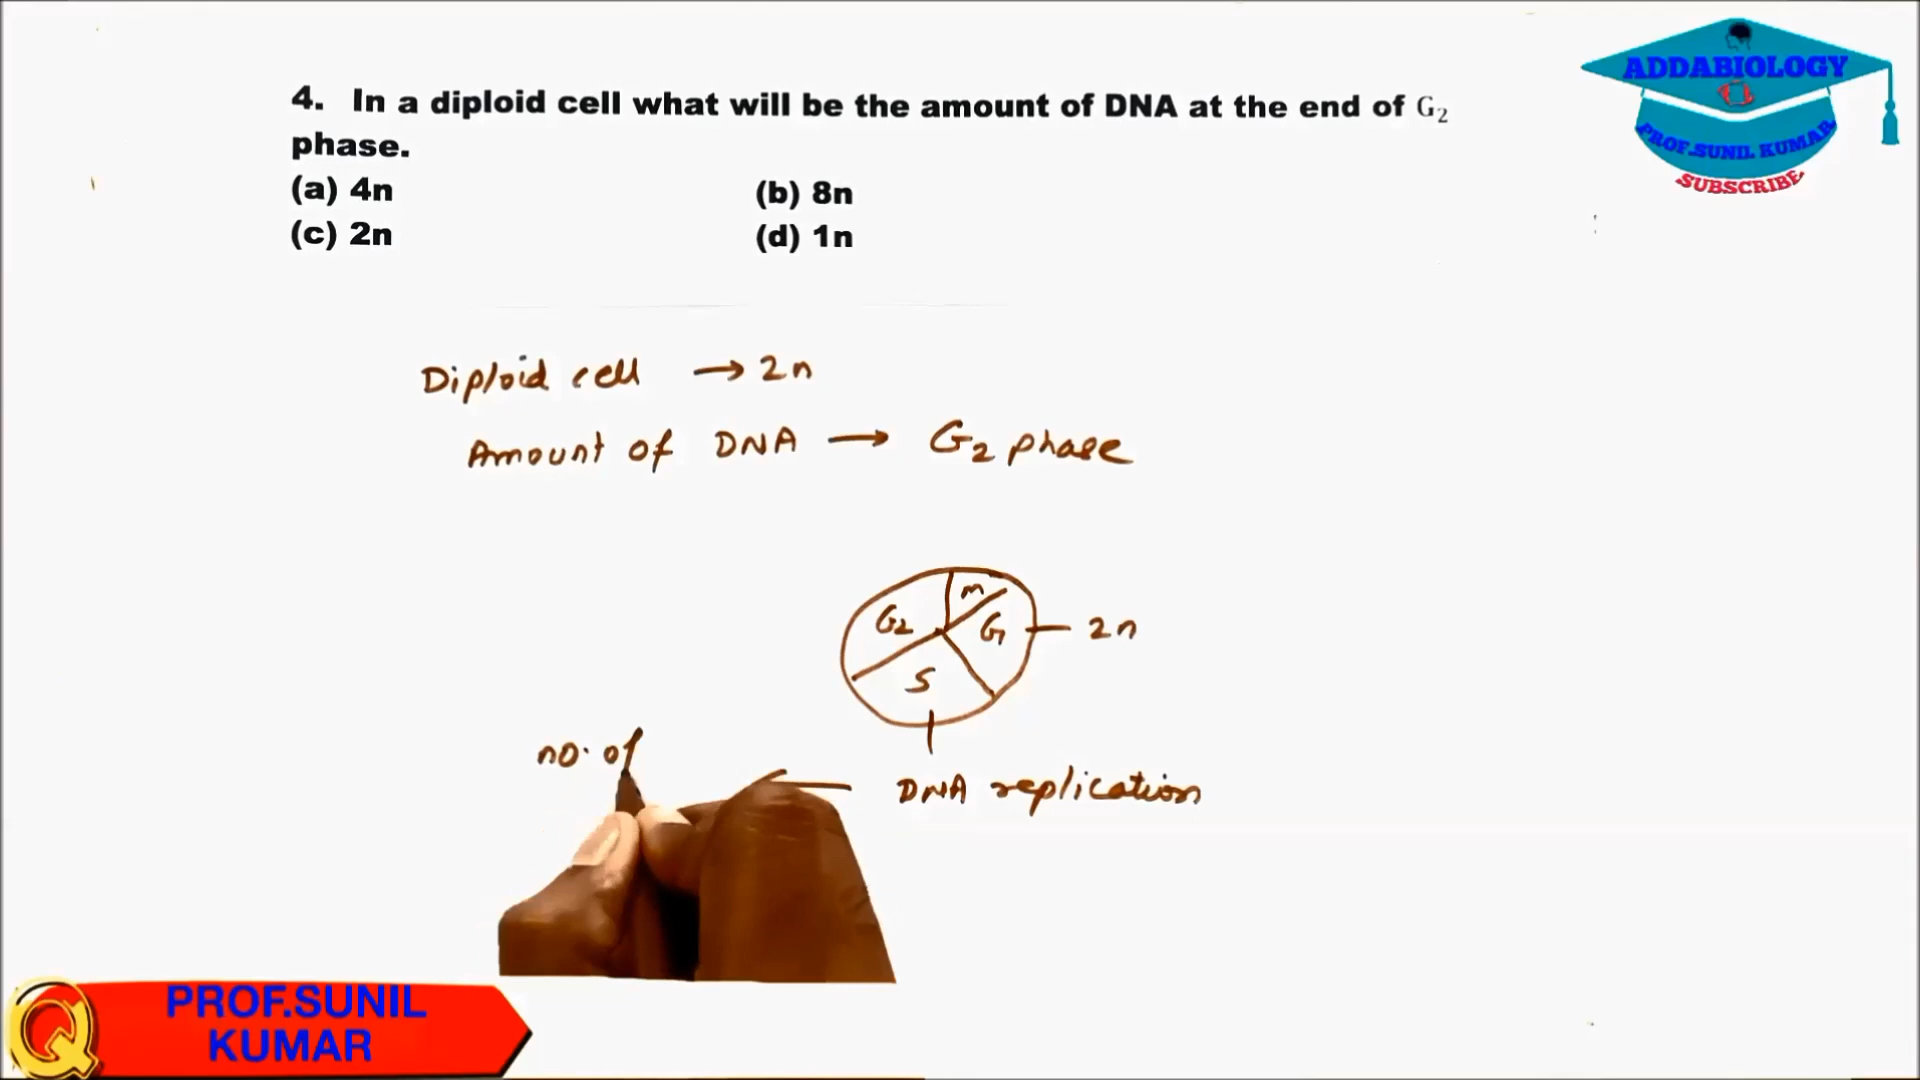 4. In a diploid cell what will be the amount of DNA at the end of G₂
phase.
(a) 4n (b) 8n
(c) 2n (d) 1n
ADDABIOLOGY
PROF.SUNIL KUMAR
SUBSCRIBE
Diploid cell → 2n
Amount of DNA → G₂ phase
M
G₂
G₁
2n
S
no. of
DNA replication
PROF.SUNIL
KUMAR